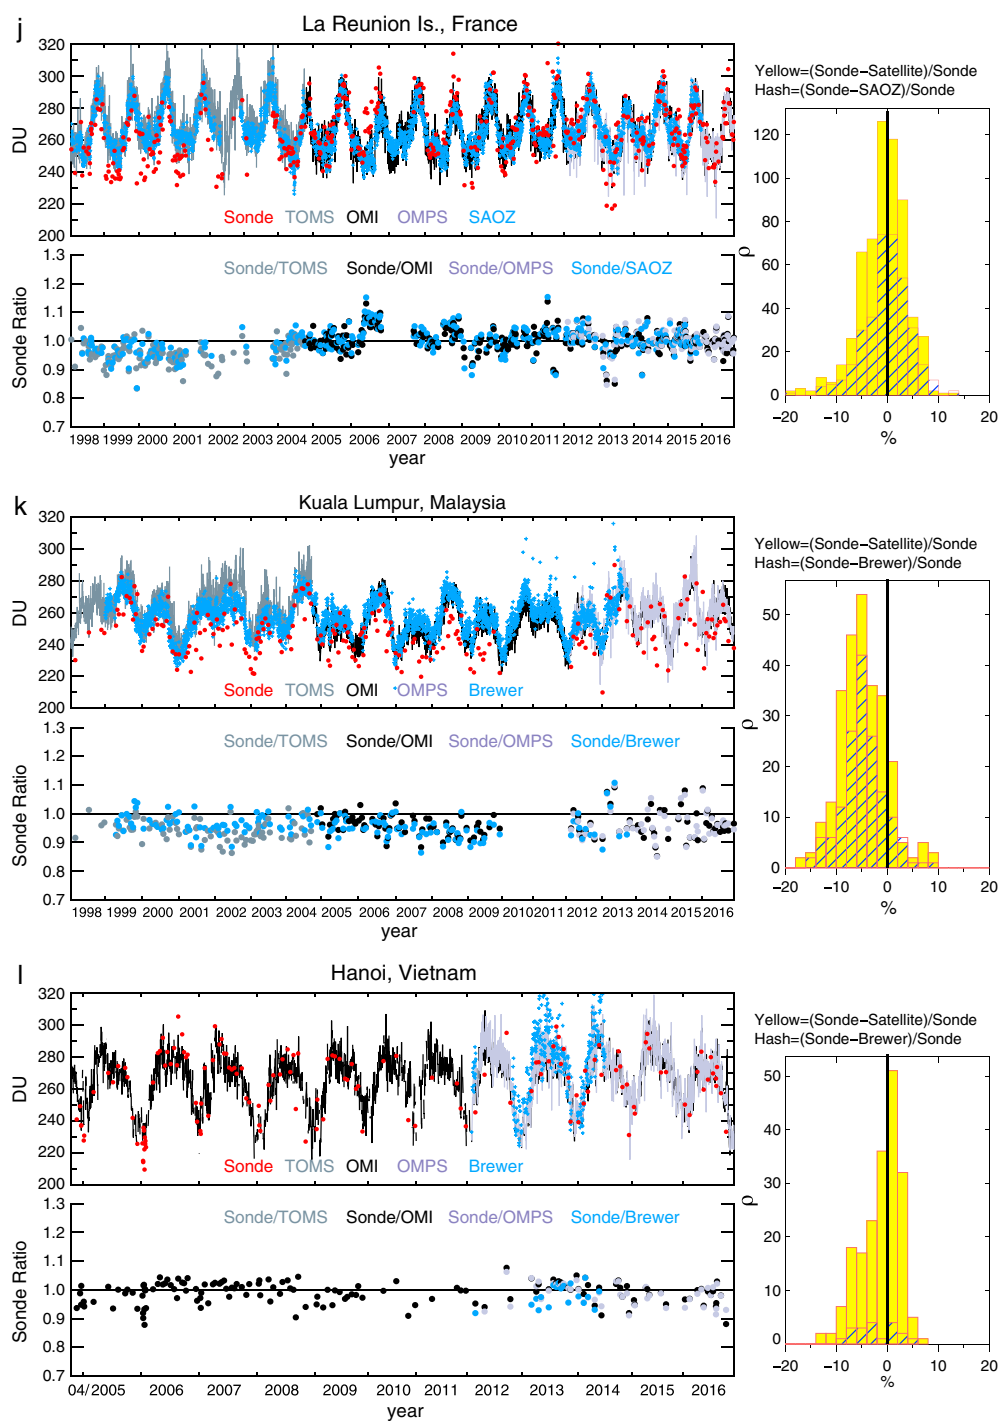 j
La Reunion Is., France
320
300
280
260
240
220
200
DU
Sonde TOMS OMI OMPS SAOZ
1.3
1.2
1.1
1.0
0.9
0.8
0.7
Sonde Ratio
Sonde/TOMS Sonde/OMI Sonde/OMPS Sonde/SAOZ
1998 1999 2000 2001 2002 2003 2004 2005 2006 2007 2008 2009 2010 2011 2012 2013 2014 2015 2016
year
Yellow=(Sonde−Satellite)/Sonde
Hash=(Sonde−SAOZ)/Sonde
120
100
80
60
40
20
0
ρ
−20 −10 0 10 20
%
k
Kuala Lumpur, Malaysia
320
300
280
260
240
220
200
DU
Sonde TOMS OMI OMPS Brewer
1.3
1.2
1.1
1.0
0.9
0.8
0.7
Sonde Ratio
Sonde/TOMS Sonde/OMI Sonde/OMPS Sonde/Brewer
1998 1999 2000 2001 2002 2003 2004 2005 2006 2007 2008 2009 2010 2011 2012 2013 2014 2015 2016
year
Yellow=(Sonde−Satellite)/Sonde
Hash=(Sonde−Brewer)/Sonde
50
40
30
20
10
0
ρ
−20 −10 0 10 20
%
l
Hanoi, Vietnam
320
300
280
260
240
220
200
DU
Sonde TOMS OMI OMPS Brewer
1.3
1.2
1.1
1.0
0.9
0.8
0.7
Sonde Ratio
Sonde/TOMS Sonde/OMI Sonde/OMPS Sonde/Brewer
04/2005 2006 2007 2008 2009 2010 2011 2012 2013 2014 2015 2016
year
Yellow=(Sonde−Satellite)/Sonde
Hash=(Sonde−Brewer)/Sonde
50
40
30
20
10
0
ρ
−20 −10 0 10 20
%